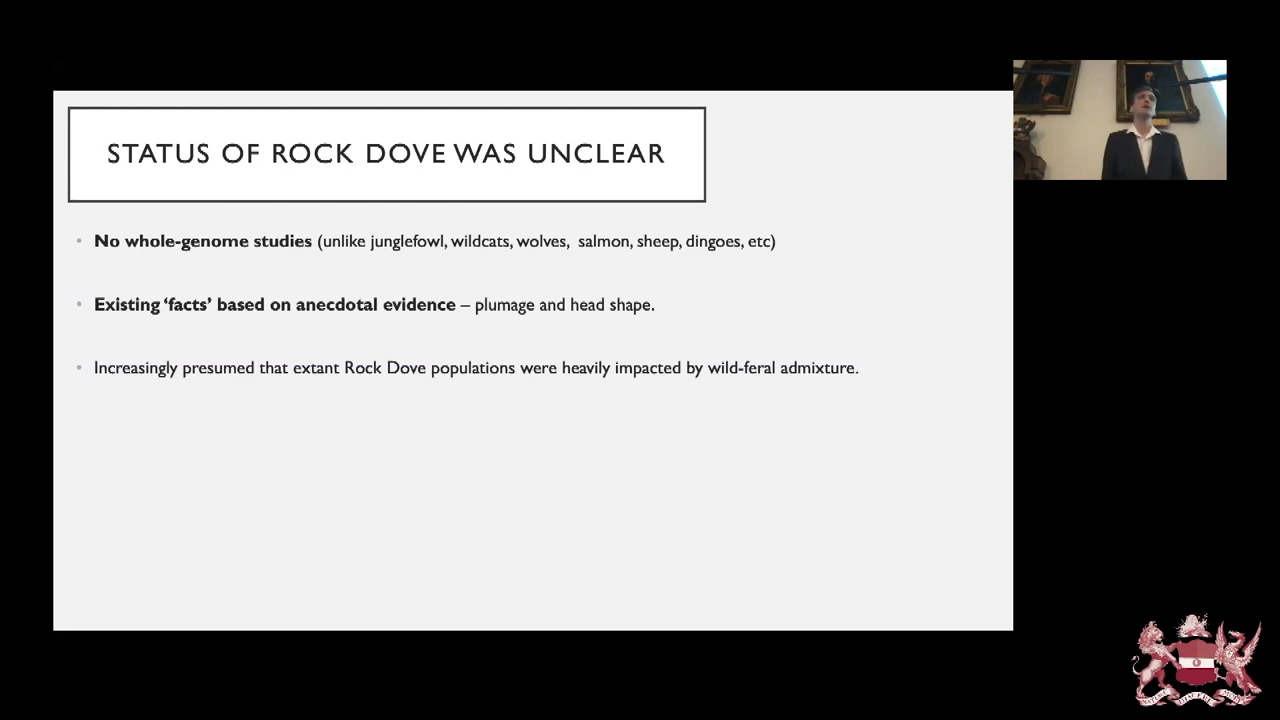 STATUS OF ROCK DOVE WAS UNCLEAR
• No whole-genome studies (unlike junglefowl, wildcats, wolves, salmon, sheep, dingoes, etc)
• Existing ‘facts’ based on anecdotal evidence – plumage and head shape.
• Increasingly presumed that extant Rock Dove populations were heavily impacted by wild-feral admixture.